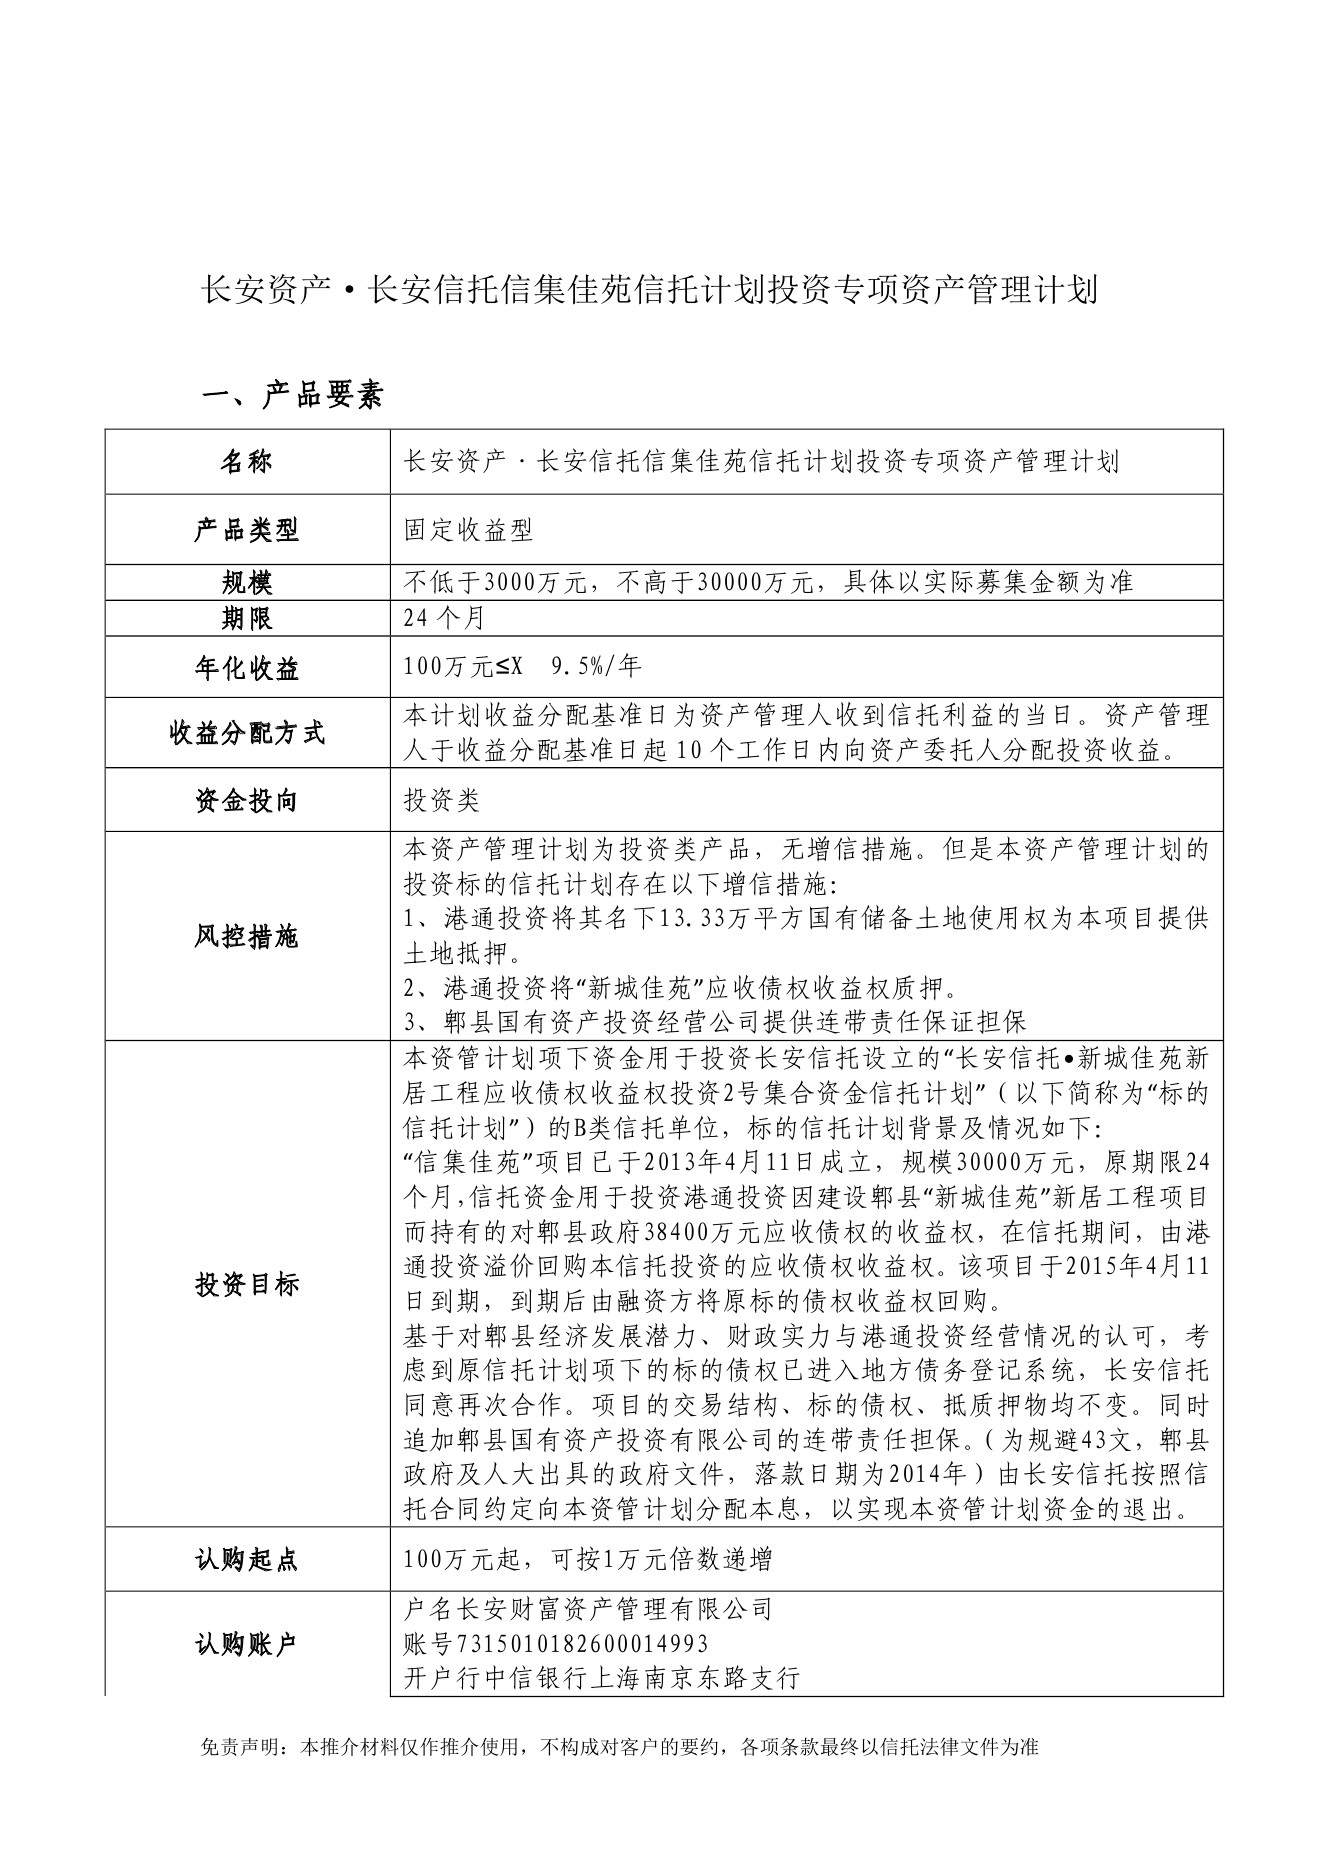 长安资产·长安信托信集佳苑信托计划投资专项资产管理计划
一、产品要素
名称
长安资产·长安信托信集佳苑信托计划投资专项资产管理计划
产品类型
固定收益型
规模
不低于3000万元，不高于30000万元，具体以实际募集金额为准
期限
24 个月
年化收益
100万元≤X 9.5%/年
收益分配方式
本计划收益分配基准日为资产管理人收到信托利益的当日。资产管理
人于收益分配基准日起 10 个工作日内向资产委托人分配投资收益。
资金投向
投资类
风控措施
本资产管理计划为投资类产品，无增信措施。但是本资产管理计划的
投资标的信托计划存在以下增信措施：
1、港通投资将其名下13.33万平方国有储备土地使用权为本项目提供
土地抵押。
2、港通投资将“新城佳苑”应收债权收益权质押。
3、郫县国有资产投资经营公司提供连带责任保证担保
投资目标
本资管计划项下资金用于投资长安信托设立的“长安信托•新城佳苑新
居工程应收债权收益权投资2号集合资金信托计划”（以下简称为“标的
信托计划”）的B类信托单位，标的信托计划背景及情况如下：
“信集佳苑”项目已于2013年4月11日成立，规模30000万元，原期限24
个月,信托资金用于投资港通投资因建设郫县“新城佳苑”新居工程项目
而持有的对郫县政府38400万元应收债权的收益权，在信托期间，由港
通投资溢价回购本信托投资的应收债权收益权。该项目于2015年4月11
日到期，到期后由融资方将原标的债权收益权回购。
基于对郫县经济发展潜力、财政实力与港通投资经营情况的认可，考
虑到原信托计划项下的标的债权已进入地方债务登记系统，长安信托
同意再次合作。项目的交易结构、标的债权、抵质押物均不变。同时
追加郫县国有资产投资有限公司的连带责任担保。（为规避43文，郫县
政府及人大出具的政府文件，落款日期为2014年）由长安信托按照信
托合同约定向本资管计划分配本息，以实现本资管计划资金的退出。
认购起点
100万元起，可按1万元倍数递增
认购账户
户名长安财富资产管理有限公司
账号7315010182600014993
开户行中信银行上海南京东路支行
免责声明：本推介材料仅作推介使用，不构成对客户的要约，各项条款最终以信托法律文件为准